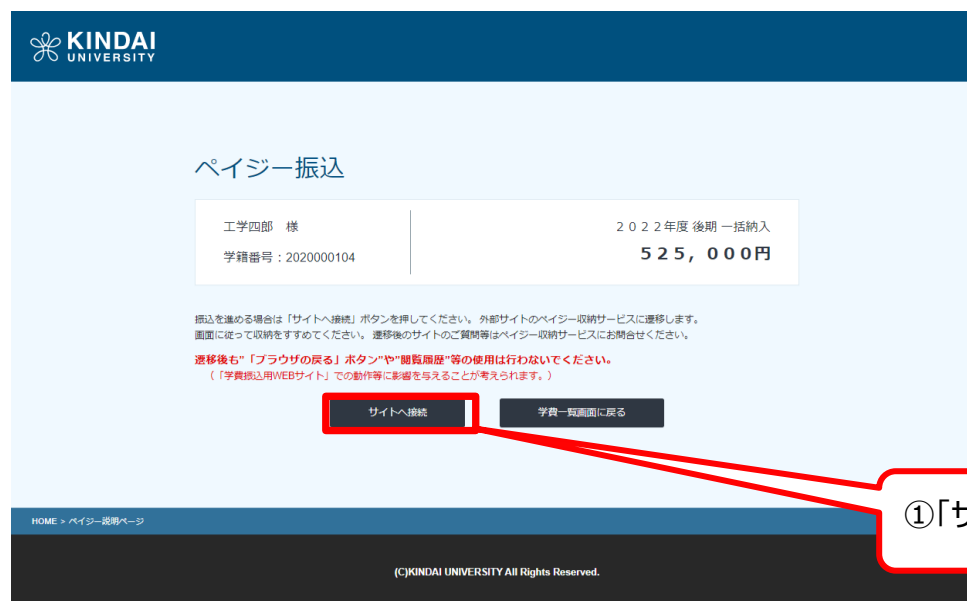 KINDAI
UNIVERSITY
ペイジー振込
工学四郎 様
２０２２年度 後期 一括納入
学籍番号：2020000104
５２５，０００円
振込を進める場合は「サイトへ接続」ボタンを押してください。 外部サイトのペイジー収納サービスに遷移します。
画面に従って収納をすすめてください。 遷移後のサイトのご質問等はペイジー収納サービスにお問合せください。
遷移後も"「ブラウザの戻る」ボタン"や"閲覧履歴"等の使用は行わないでください。
（「学費振込用WEBサイト」での動作等に影響を与えることが考えられます。）
サイトへ接続
学費一覧画面に戻る
①「サ
HOME > ペイジー説明ページ
(C)KINDAI UNIVERSITY All Rights Reserved.